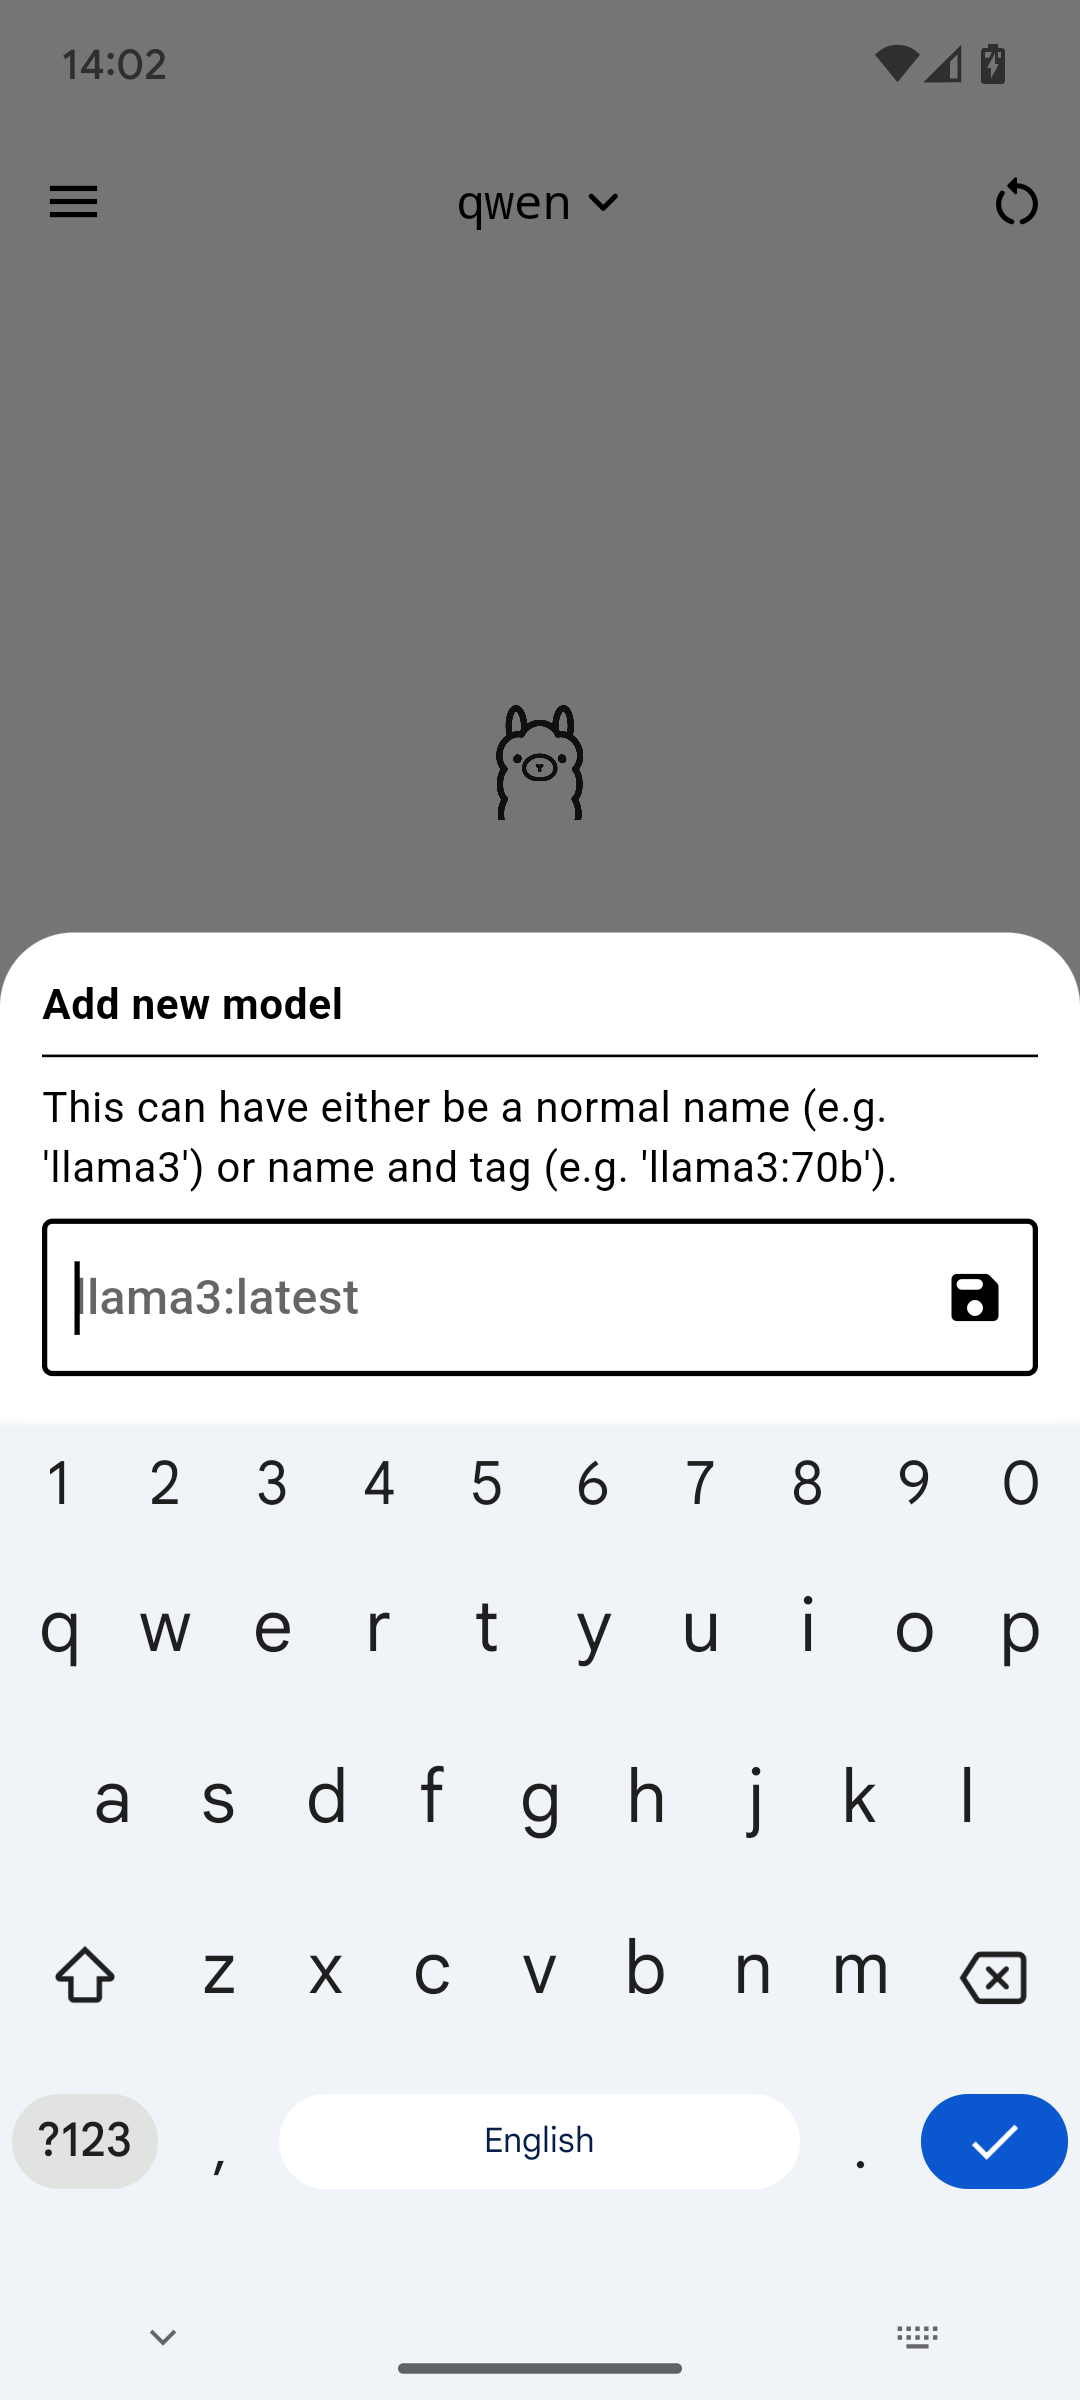 14:02
qwen
Add new model
This can have either be a normal name (e.g.
'llama3') or name and tag (e.g. 'llama3:70b').
llama3:latest
1 2 3 4 5 6 7 8 9 0
q w e r t y u i o p
a s d f g h j k l
z x c v b n m
?123 , English .